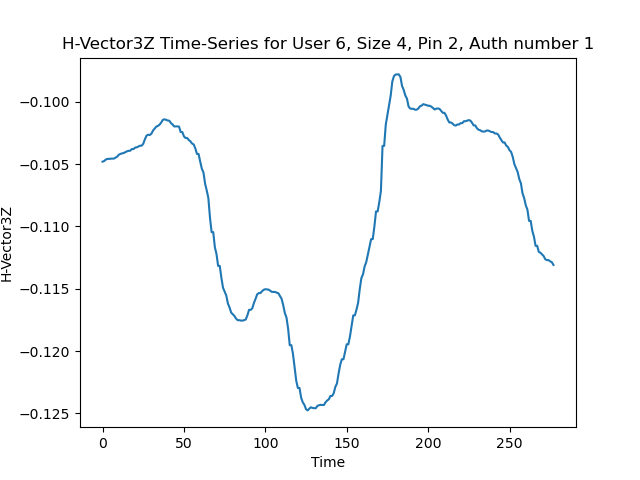 H-Vector3Z Time-Series for User 6, Size 4, Pin 2, Auth number 1
H-Vector3Z
−0.100
−0.105
−0.110
−0.115
−0.120
−0.125
0 50 100 150 200 250
Time